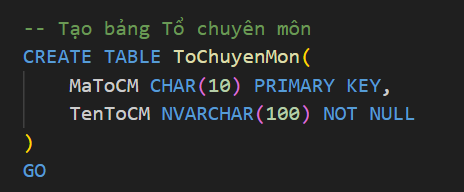 -- Tạo bảng Tổ chuyên môn
CREATE TABLE ToChuyenMon(
    MaToCM CHAR(10) PRIMARY KEY,
    TenToCM NVARCHAR(100) NOT NULL
)
GO